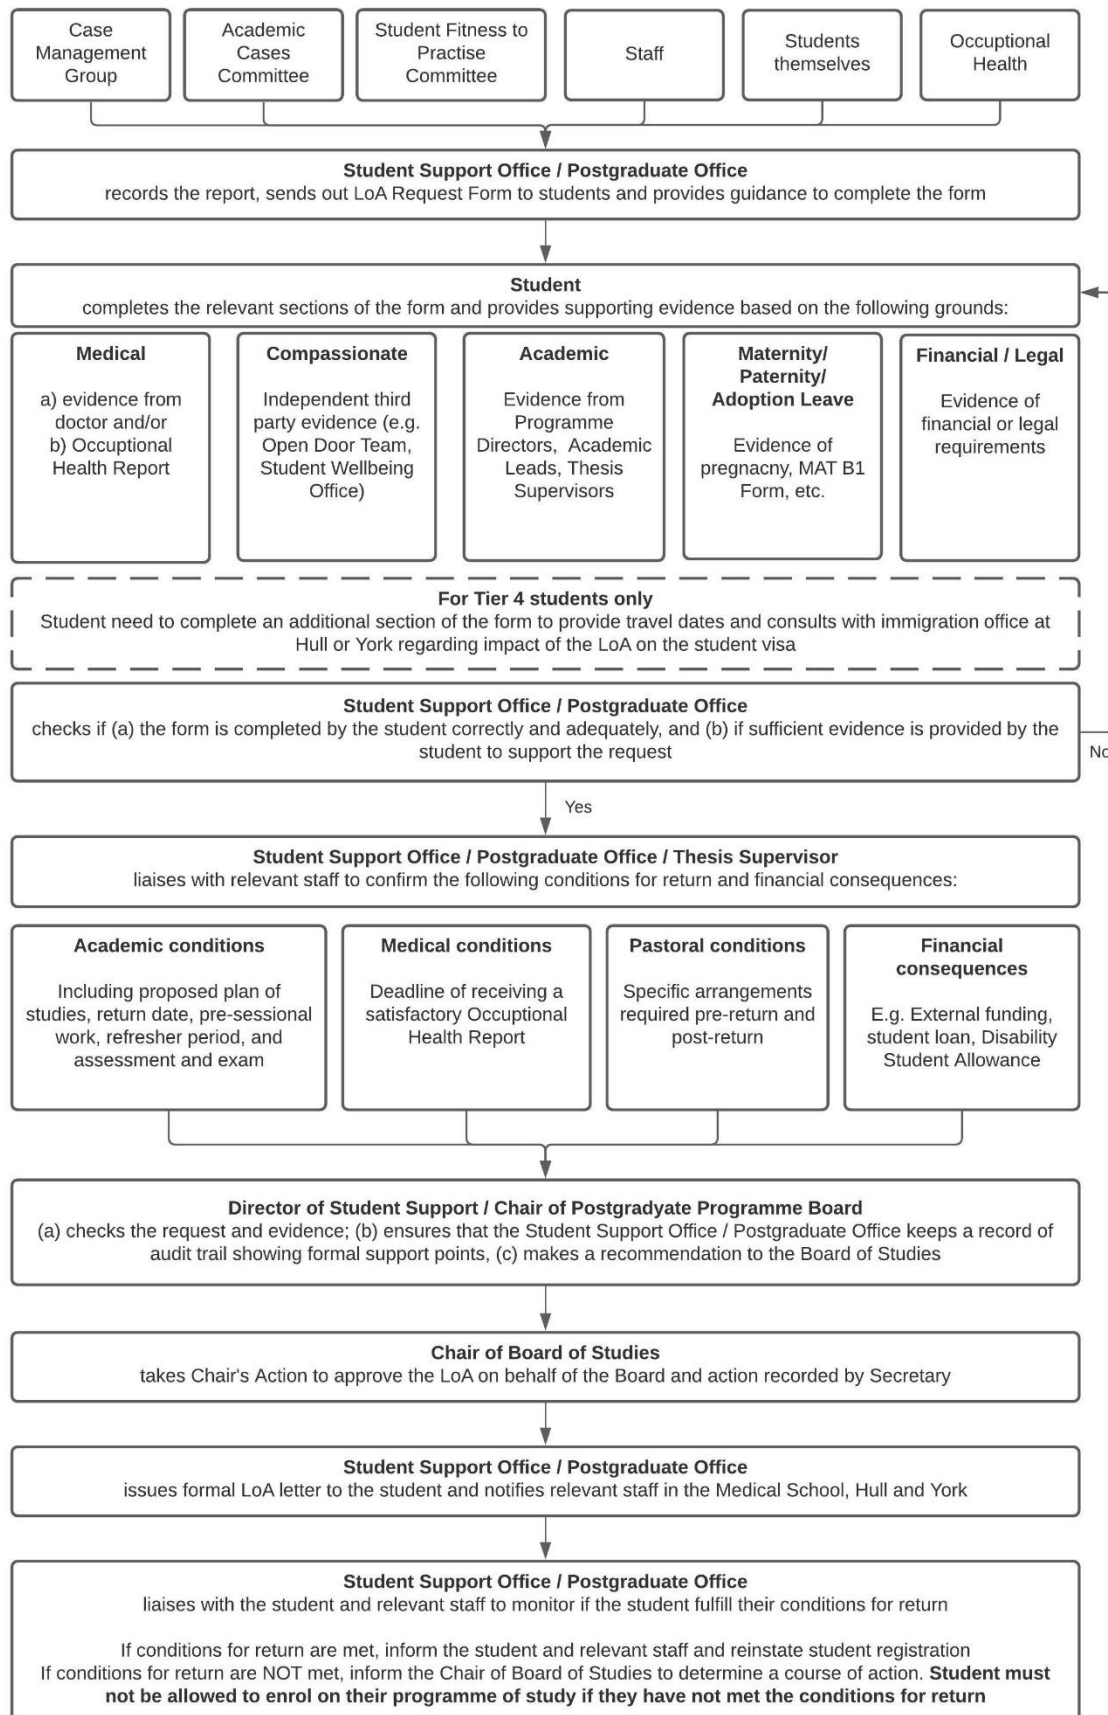 Case
Management
Group
Academic
Cases
Committee
Student Fitness to
Practise
Committee
Staff
Students
themselves
Occuptional
Health
Student Support Office / Postgraduate Office
records the report, sends out LoA Request Form to students and provides guidance to complete the form
Student
completes the relevant sections of the form and provides supporting evidence based on the following grounds:
Medical
a) evidence from
doctor and/or
b) Occuptional
Health Report
Compassionate
Independent third
party evidence (e.g.
Open Door Team,
Student Wellbeing
Office)
Academic
Evidence from
Programme
Directors, Academic
Leads, Thesis
Supervisors
Maternity/
Paternity/
Adoption Leave
Evidence of
pregnacny, MAT B1
Form, etc.
Financial / Legal
Evidence of
financial or legal
requirements
For Tier 4 students only
Student need to complete an additional section of the form to provide travel dates and consults with immigration office at
Hull or York regarding impact of the LoA on the student visa
Student Support Office / Postgraduate Office
checks if (a) the form is completed by the student correctly and adequately, and (b) if sufficient evidence is provided by the
student to support the request
No
Yes
Student Support Office / Postgraduate Office / Thesis Supervisor
liaises with relevant staff to confirm the following conditions for return and financial consequences:
Academic conditions
Including proposed plan of
studies, return date, pre-sessional
work, refresher period, and
assessment and exam
Medical conditions
Deadline of receiving a
satisfactory Occuptional
Health Report
Pastoral conditions
Specific arrangements
required pre-return and
post-return
Financial
consequences
E.g. External funding,
student loan, Disability
Student Allowance
Director of Student Support / Chair of Postgradyate Programme Board
(a) checks the request and evidence; (b) ensures that the Student Support Office / Postgraduate Office keeps a record of
audit trail showing formal support points, (c) makes a recommendation to the Board of Studies
Chair of Board of Studies
takes Chair's Action to approve the LoA on behalf of the Board and action recorded by Secretary
Student Support Office / Postgraduate Office
issues formal LoA letter to the student and notifies relevant staff in the Medical School, Hull and York
Student Support Office / Postgraduate Office
liaises with the student and relevant staff to monitor if the student fulfill their conditions for return
If conditions for return are met, inform the student and relevant staff and reinstate student registration
If conditions for return are NOT met, inform the Chair of Board of Studies to determine a course of action. Student must
not be allowed to enrol on their programme of study if they have not met the conditions for return